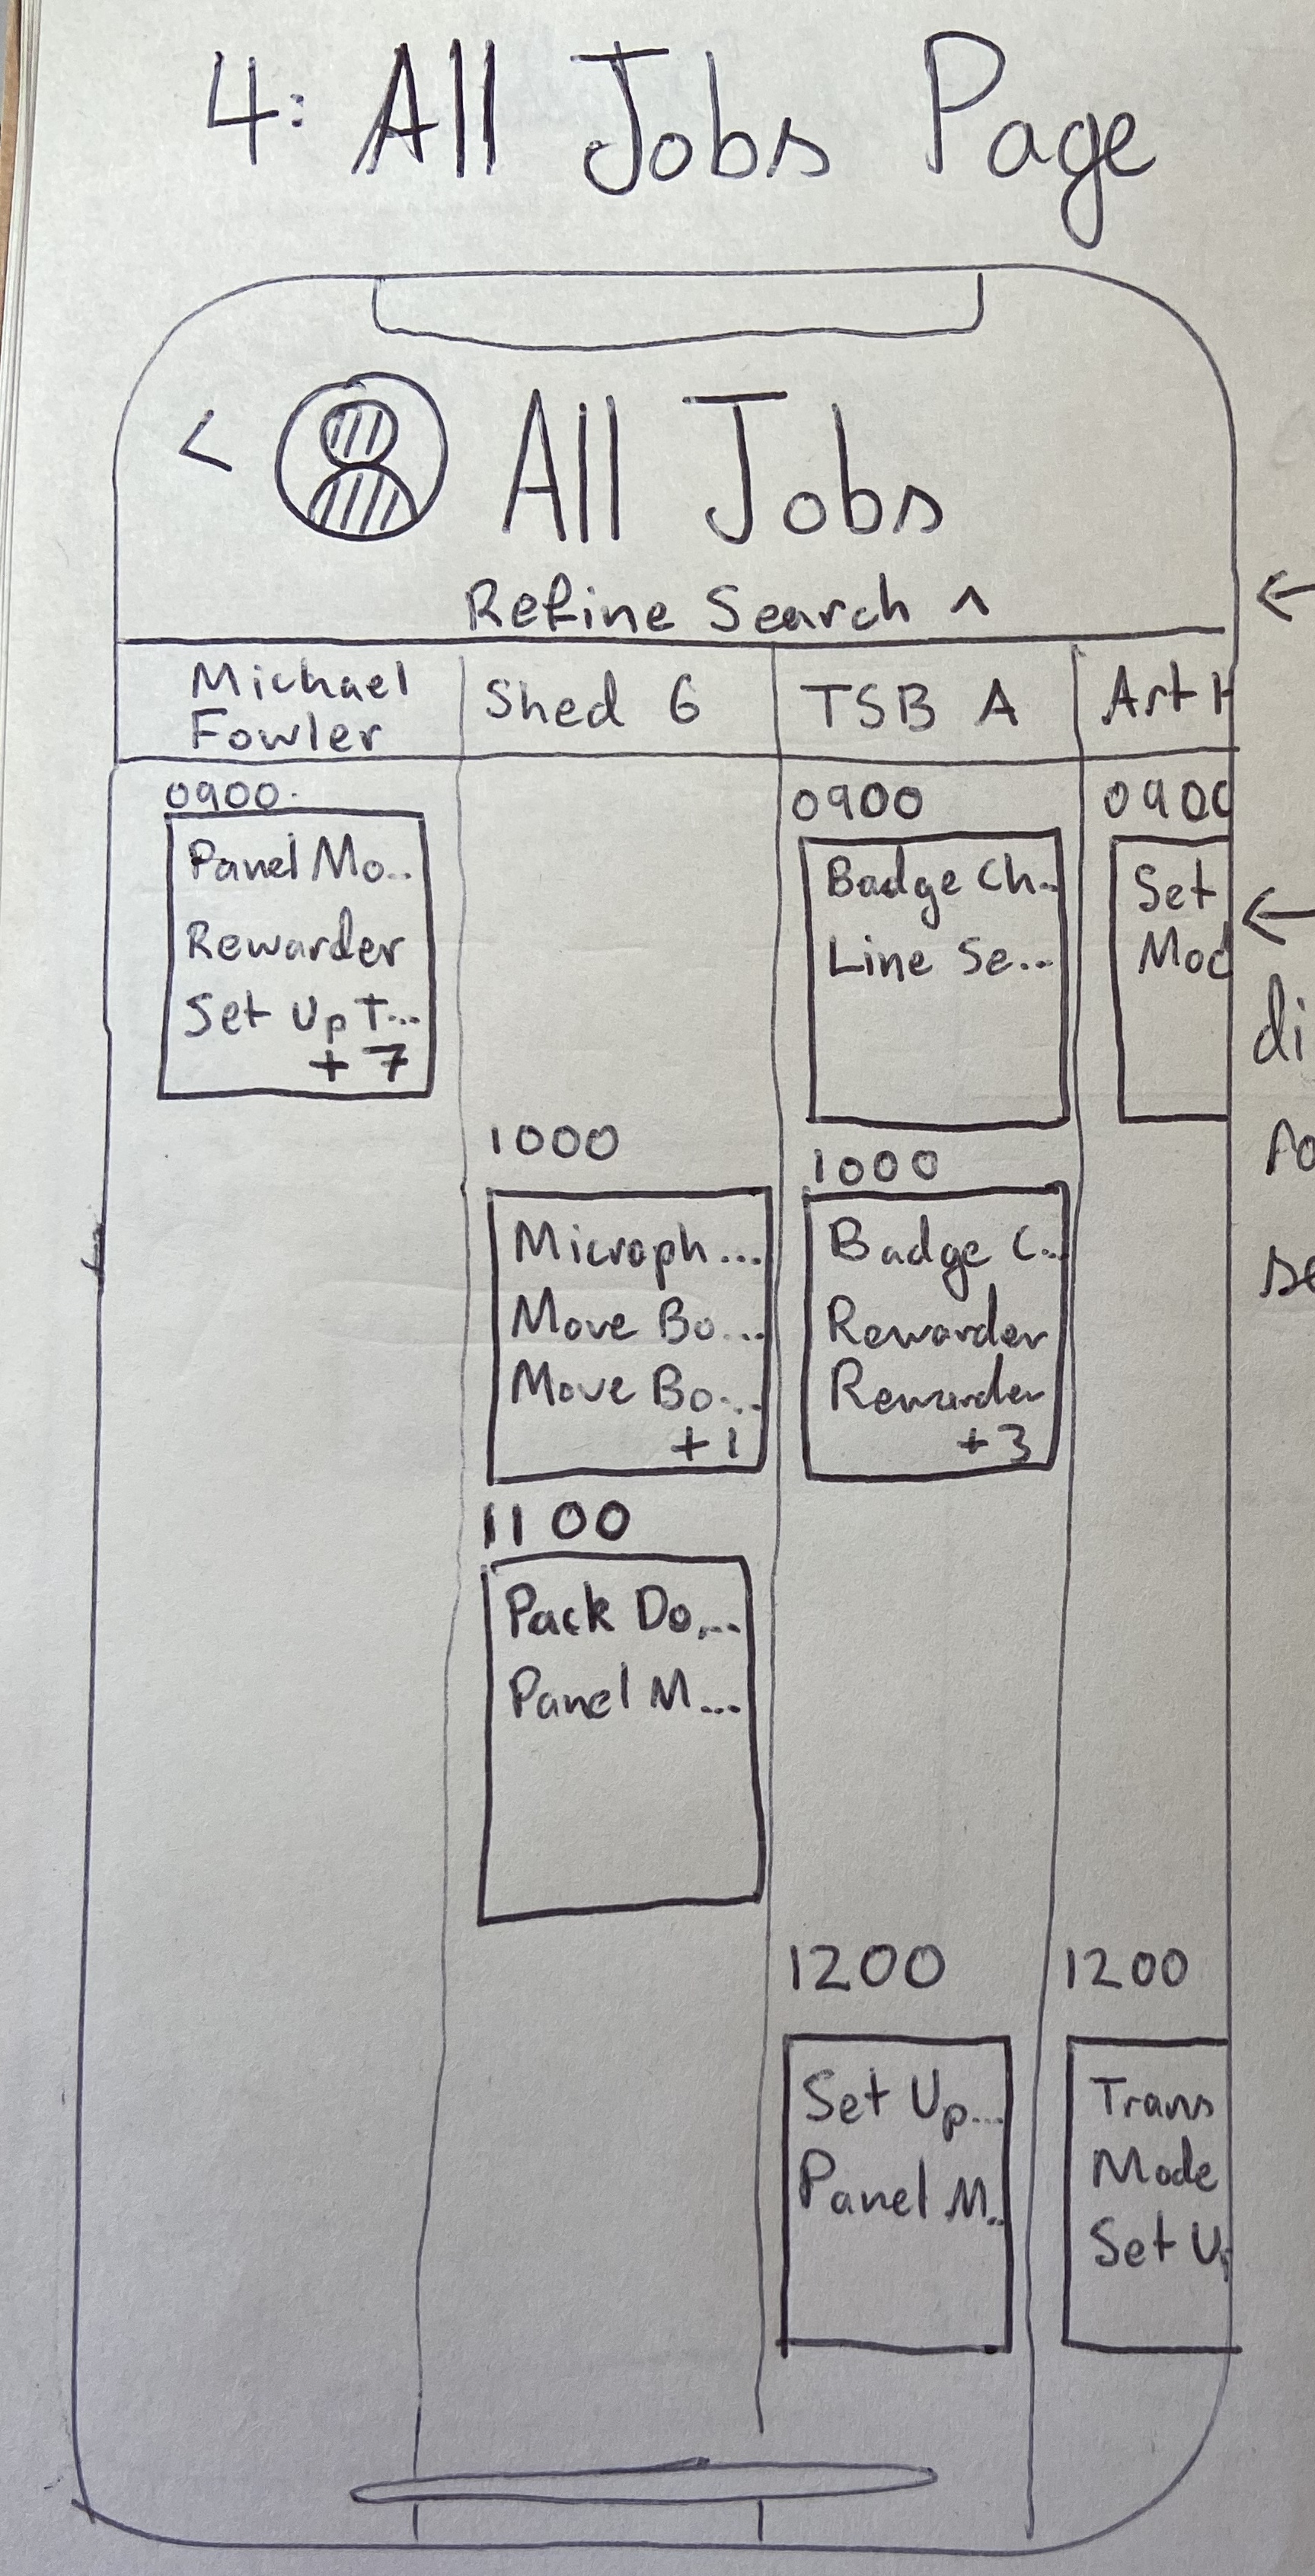 4: All Jobs Page
< All Jobs
Refine Search ^
Michael
Fowler
Shed 6
TSB A
Art H
0900
Panel Mo..
Rewarder
Set Up T...
+7
0900
Badge Ch..
Line Se...
0900
Set
Mod
1000
Microph...
Move Bo...
Move Bo...
+1
1000
Badge C..
Rewarder
Rewarder
+3
1100
Pack Do...
Panel M...
1200
Set Up...
Panel M..
1200
Trans
Mode
Set U
←
←
di
se